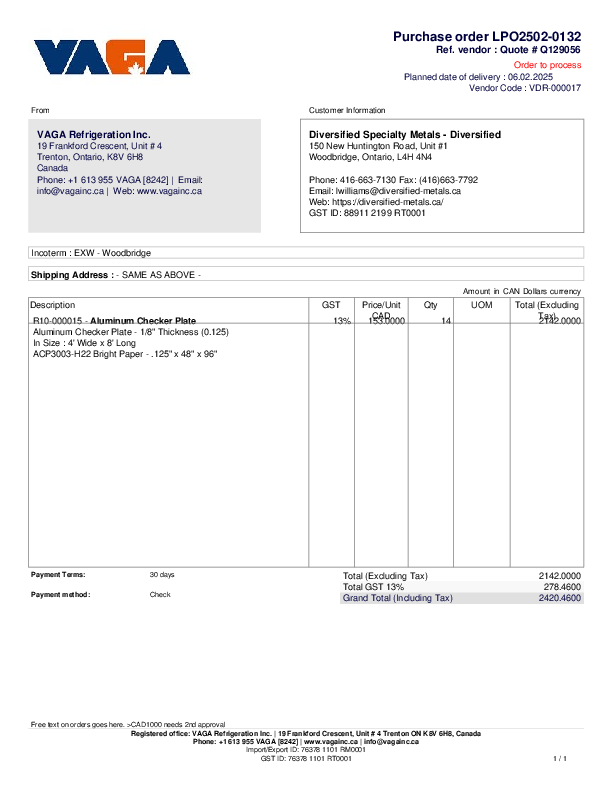 VAGA
Purchase order LPO2502-0132
Ref. vendor : Quote # Q129056
Order to process
Planned date of delivery : 06.02.2025
Vendor Code : VDR-000017
From
Customer Information
VAGA Refrigeration Inc.
19 Frankford Crescent, Unit # 4
Trenton, Ontario, K8V 6H8
Canada
Phone: +1 613 955 VAGA [8242] | Email:
info@vagainc.ca | Web: www.vagainc.ca
Diversified Specialty Metals - Diversified
150 New Huntington Road, Unit #1
Woodbridge, Ontario, L4H 4N4
Phone: 416-663-7130 Fax: (416)663-7792
Email: lwilliams@diversified-metals.ca
Web: https://diversified-metals.ca/
GST ID: 88911 2199 RT0001
Incoterm : EXW - Woodbridge
Shipping Address : - SAME AS ABOVE -
Amount in CAN Dollars currency
Description GST Price/Unit CAD Qty UOM Total (Excluding Tax)
R10-000015 - Aluminum Checker Plate 13% 153.0000 14 2142.0000
Aluminum Checker Plate - 1/8" Thickness (0.125)
In Size : 4' Wide x 8' Long
ACP3003-H22 Bright Paper - .125" x 48" x 96"
Payment Terms: 30 days
Payment method: Check
Total (Excluding Tax) 2142.0000
Total GST 13% 278.4600
Grand Total (Including Tax) 2420.4600
Free text on orders goes here. >CAD1000 needs 2nd approval
Registered office: VAGA Refrigeration Inc. | 19 Frankford Crescent, Unit # 4 Trenton ON K8V 6H8, Canada
Phone: +1 613 955 VAGA [8242] | www.vagainc.ca | info@vagainc.ca
Import/Export ID: 76378 1101 RM0001
GST ID: 76378 1101 RT0001
1 / 1